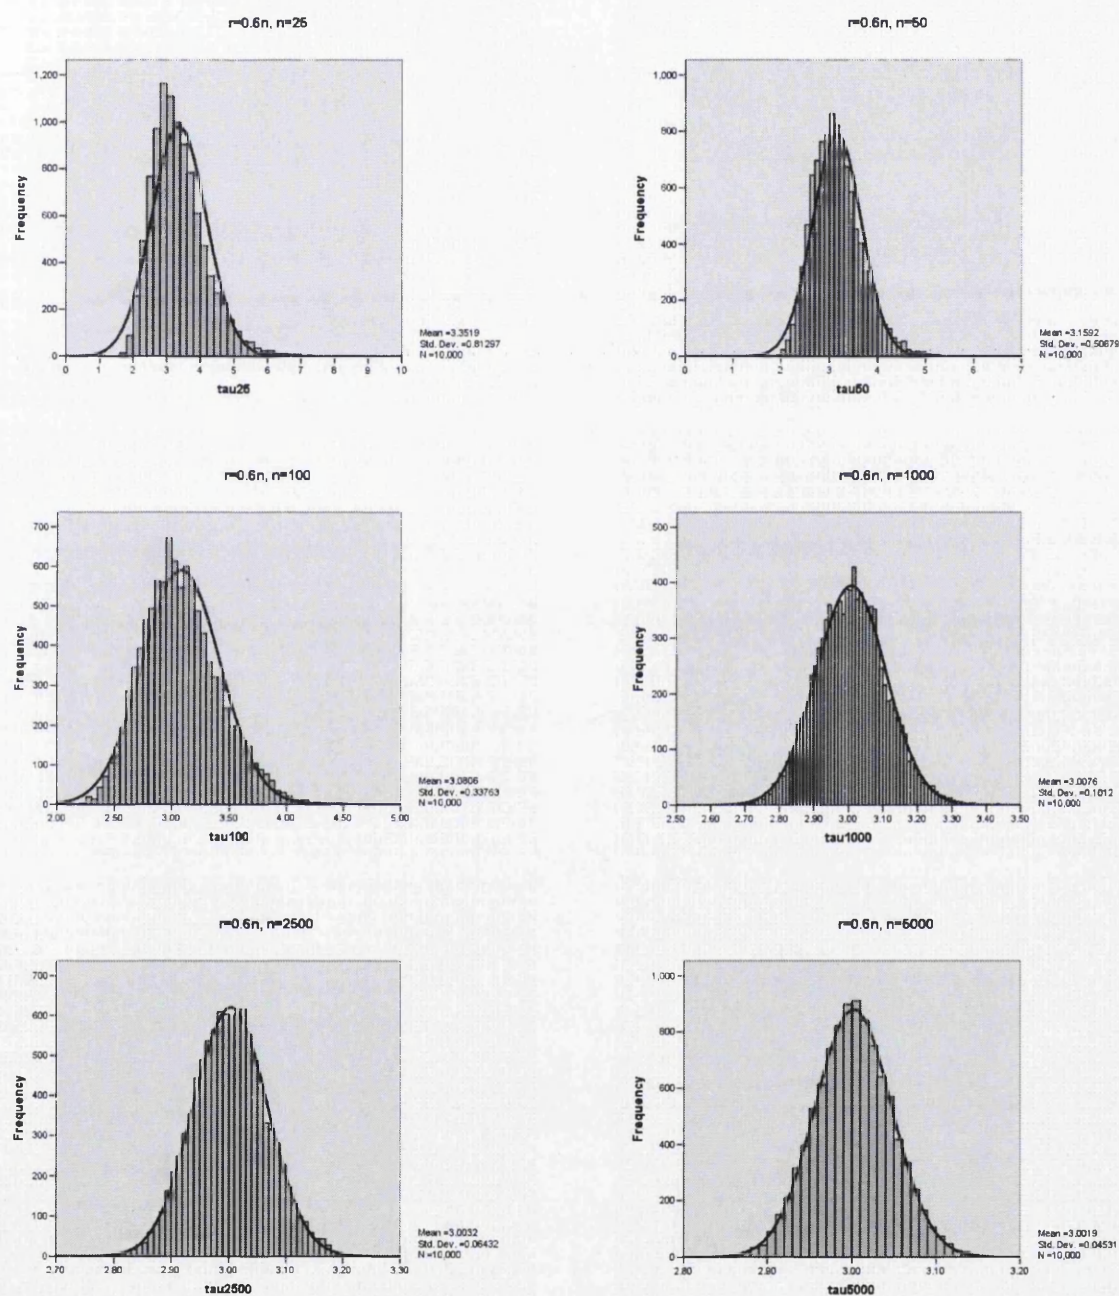 r=0.6n, n=25
1,200
1,000
800
600
400
200
0
Frequency
0 1 2 3 4 5 6 7 8 9 10
tau25
Mean =3.3519
Std. Dev. =0.81297
N =10,000
r=0.6n, n=50
1,000
800
600
400
200
0
Frequency
0 1 2 3 4 5 6 7
tau50
Mean =3.1592
Std. Dev. =0.50879
N =10,000
r=0.6n, n=100
700
600
500
400
300
200
100
0
Frequency
2.00 2.50 3.00 3.50 4.00 4.50 5.00
tau100
Mean =3.0806
Std. Dev. =0.33763
N =10,000
r=0.6n, n=1000
500
400
300
200
100
0
Frequency
2.50 2.60 2.70 2.80 2.90 3.00 3.10 3.20 3.30 3.40 3.50
tau1000
Mean =3.0076
Std. Dev. =0.1012
N =10,000
r=0.6n, n=2500
700
600
500
400
300
200
100
0
Frequency
2.70 2.80 2.90 3.00 3.10 3.20 3.30
tau2500
Mean =3.0032
Std. Dev. =0.06432
N =10,000
r=0.6n, n=5000
1,000
800
600
400
200
0
Frequency
2.80 2.90 3.00 3.10 3.20
tau5000
Mean =3.0019
Std. Dev. =0.04531
N =10,000